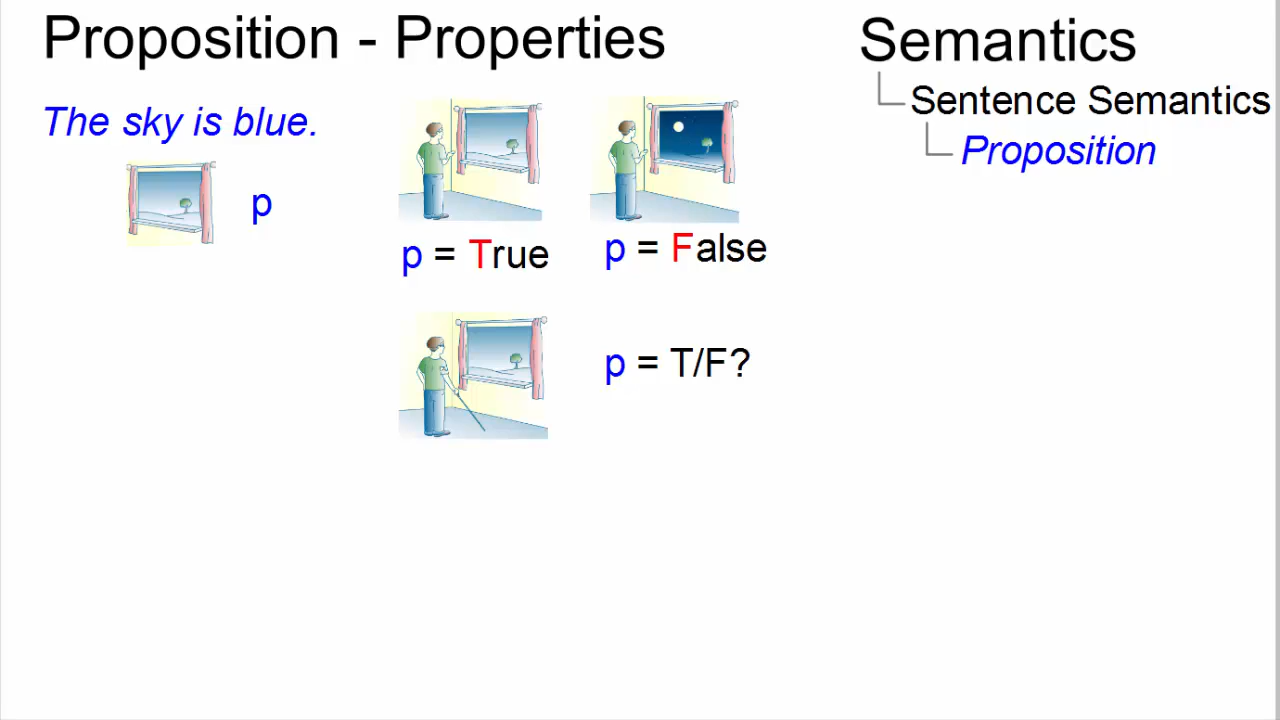 Proposition - Properties
The sky is blue.
p
p = True
p = False
p = T/F?
Semantics
Sentence Semantics
Proposition